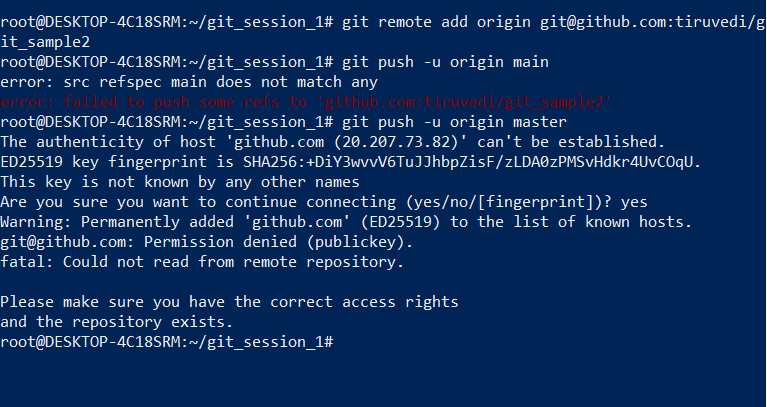 root@DESKTOP-4C18SRM:~/git_session_1# git remote add origin git@github.com:tiruvedi/g
it_sample2
root@DESKTOP-4C18SRM:~/git_session_1# git push -u origin main
error: src refspec main does not match any
error: failed to push some refs to 'github.com:tiruvedi/git_sample2'
root@DESKTOP-4C18SRM:~/git_session_1# git push -u origin master
The authenticity of host 'github.com (20.207.73.82)' can't be established.
ED25519 key fingerprint is SHA256:+DiY3wvvV6TuJJhbpZisF/zLDA0zPMSvHdkr4UvCOqU.
This key is not known by any other names
Are you sure you want to continue connecting (yes/no/[fingerprint])? yes
Warning: Permanently added 'github.com' (ED25519) to the list of known hosts.
git@github.com: Permission denied (publickey).
fatal: Could not read from remote repository.

Please make sure you have the correct access rights
and the repository exists.
root@DESKTOP-4C18SRM:~/git_session_1#